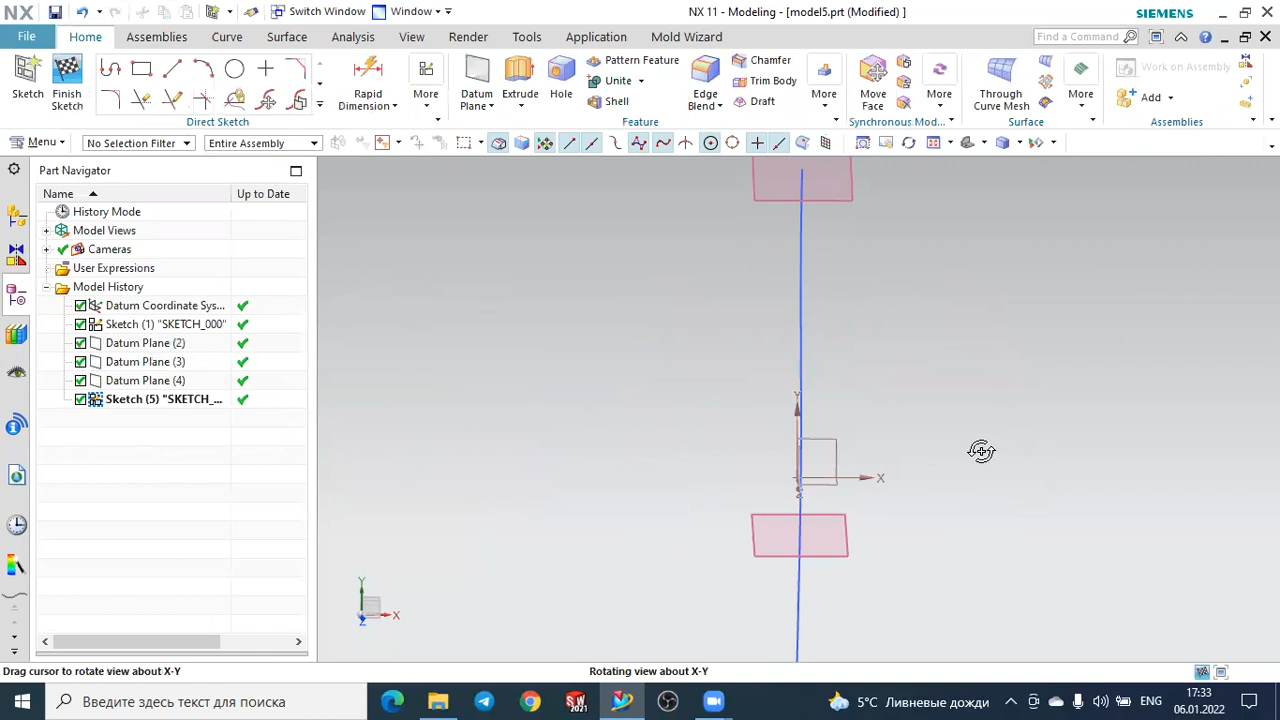 NX Switch Window Window NX 11 - Modeling - [model5.prt (Modified) ] SIEMENS
File Home Assemblies Curve Surface Analysis View Render Tools Application Mold Wizard Find a Command
Pattern Feature Chamfer
Unite Trim Body Work on Assembly
Shell Draft Add
Sketch Finish Sketch Rapid Dimension More Datum Plane Extrude Hole Edge Blend More Move Face More Through Curve Mesh More
Direct Sketch Feature Synchronous Mod... Surface Assemblies
Menu No Selection Filter Entire Assembly
Part Navigator
Name Up to Date
History Mode
Model Views
Cameras
User Expressions
Model History
Datum Coordinate Sys...
Sketch (1) "SKETCH_000"
Datum Plane (2)
Datum Plane (3)
Datum Plane (4)
Sketch (5) "SKETCH_...
Y
X
Y
X
Z
Drag cursor to rotate view about X-Y Rotating view about X-Y
Введите здесь текст для поиска SW 2021 5°C Ливневые дожди ENG 17:33
06.01.2022